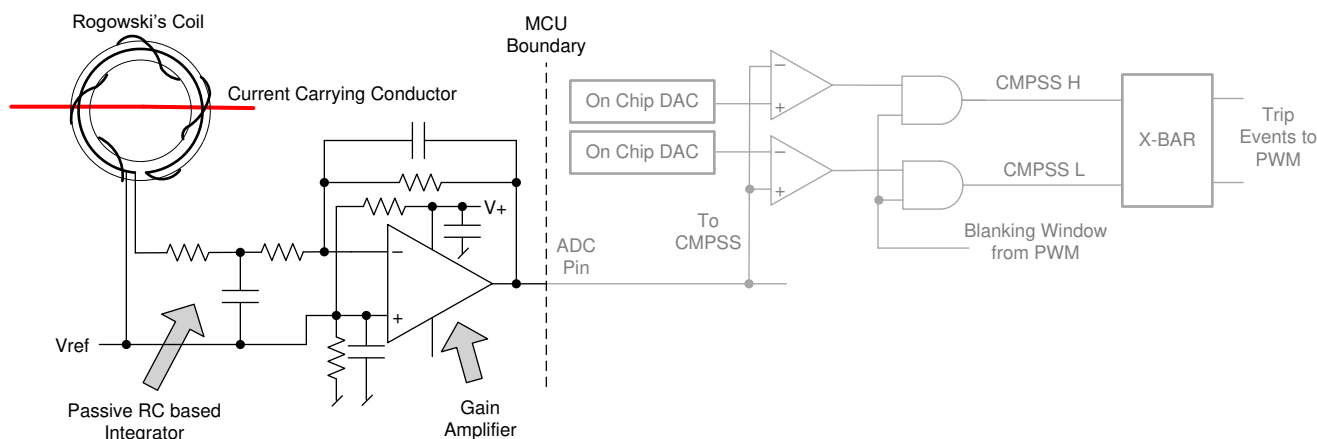 Rogowski's Coil
MCU
Boundary
Current Carrying Conductor
On Chip DAC
On Chip DAC
−
+
−
+
CMPSS H
CMPSS L
X-BAR
Trip
Events to
PWM
V+
To
CMPSS
Blanking Window
from PWM
ADC
Pin
−
+
Vref
Passive RC based
Integrator
Gain
Amplifier